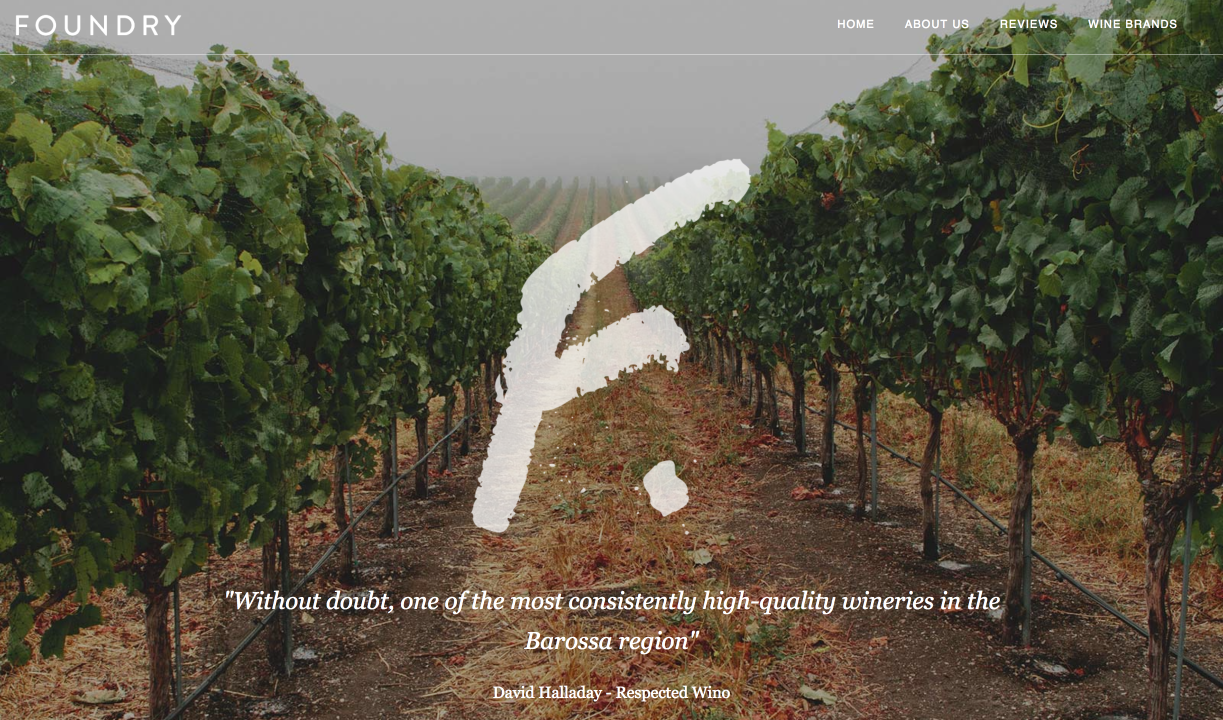 FOUNDRY
HOME ABOUT US REVIEWS WINE BRANDS
F.
"Without doubt, one of the most consistently high-quality wineries in the
Barossa region"
David Halladay - Respected Wino